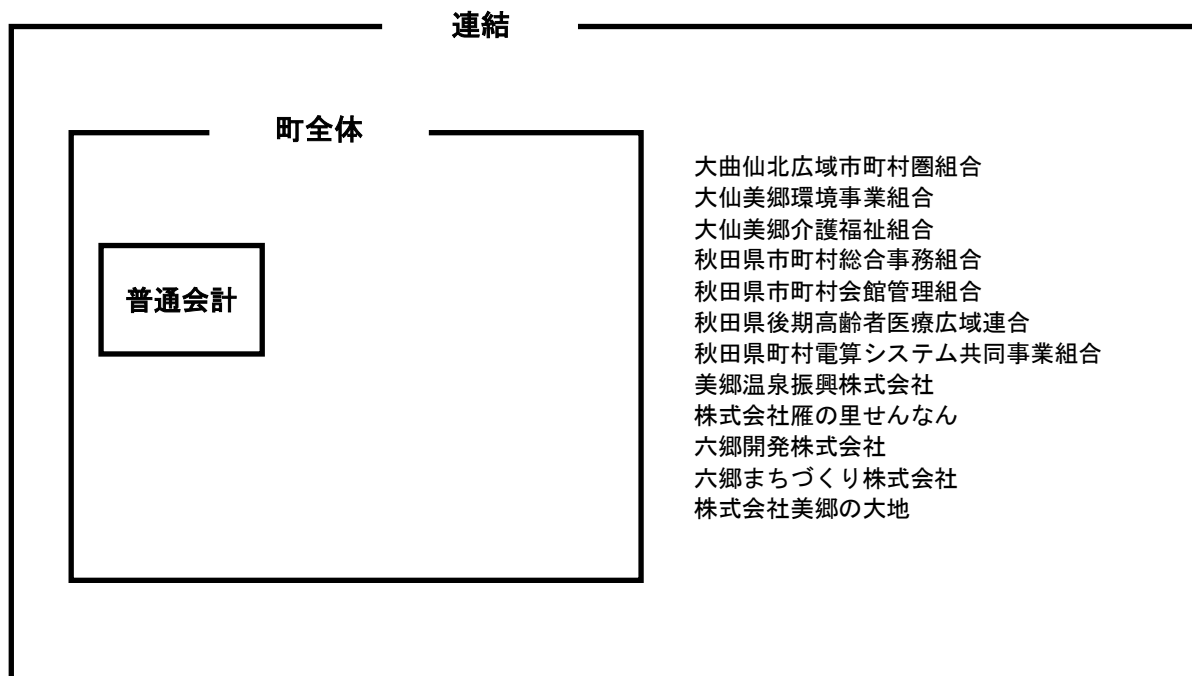 連結
町全体
普通会計
大曲仙北広域市町村圏組合
大仙美郷環境事業組合
大仙美郷介護福祉組合
秋田県市町村総合事務組合
秋田県市町村会館管理組合
秋田県後期高齢者医療広域連合
秋田県町村電算システム共同事業組合
美郷温泉振興株式会社
株式会社雁の里せんなん
六郷開発株式会社
六郷まちづくり株式会社
株式会社美郷の大地